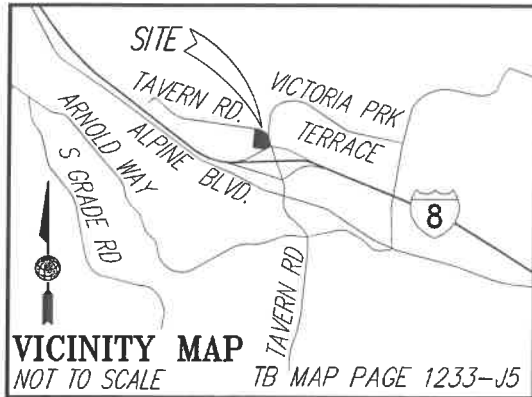 SITE
TAVERN RD.
VICTORIA PRK
TERRACE
ARNOLD WAY
ALPINE BLVD.
S GRADE RD
8
TAVERN RD
VICINITY MAP
NOT TO SCALE
TB MAP PAGE 1233-J5